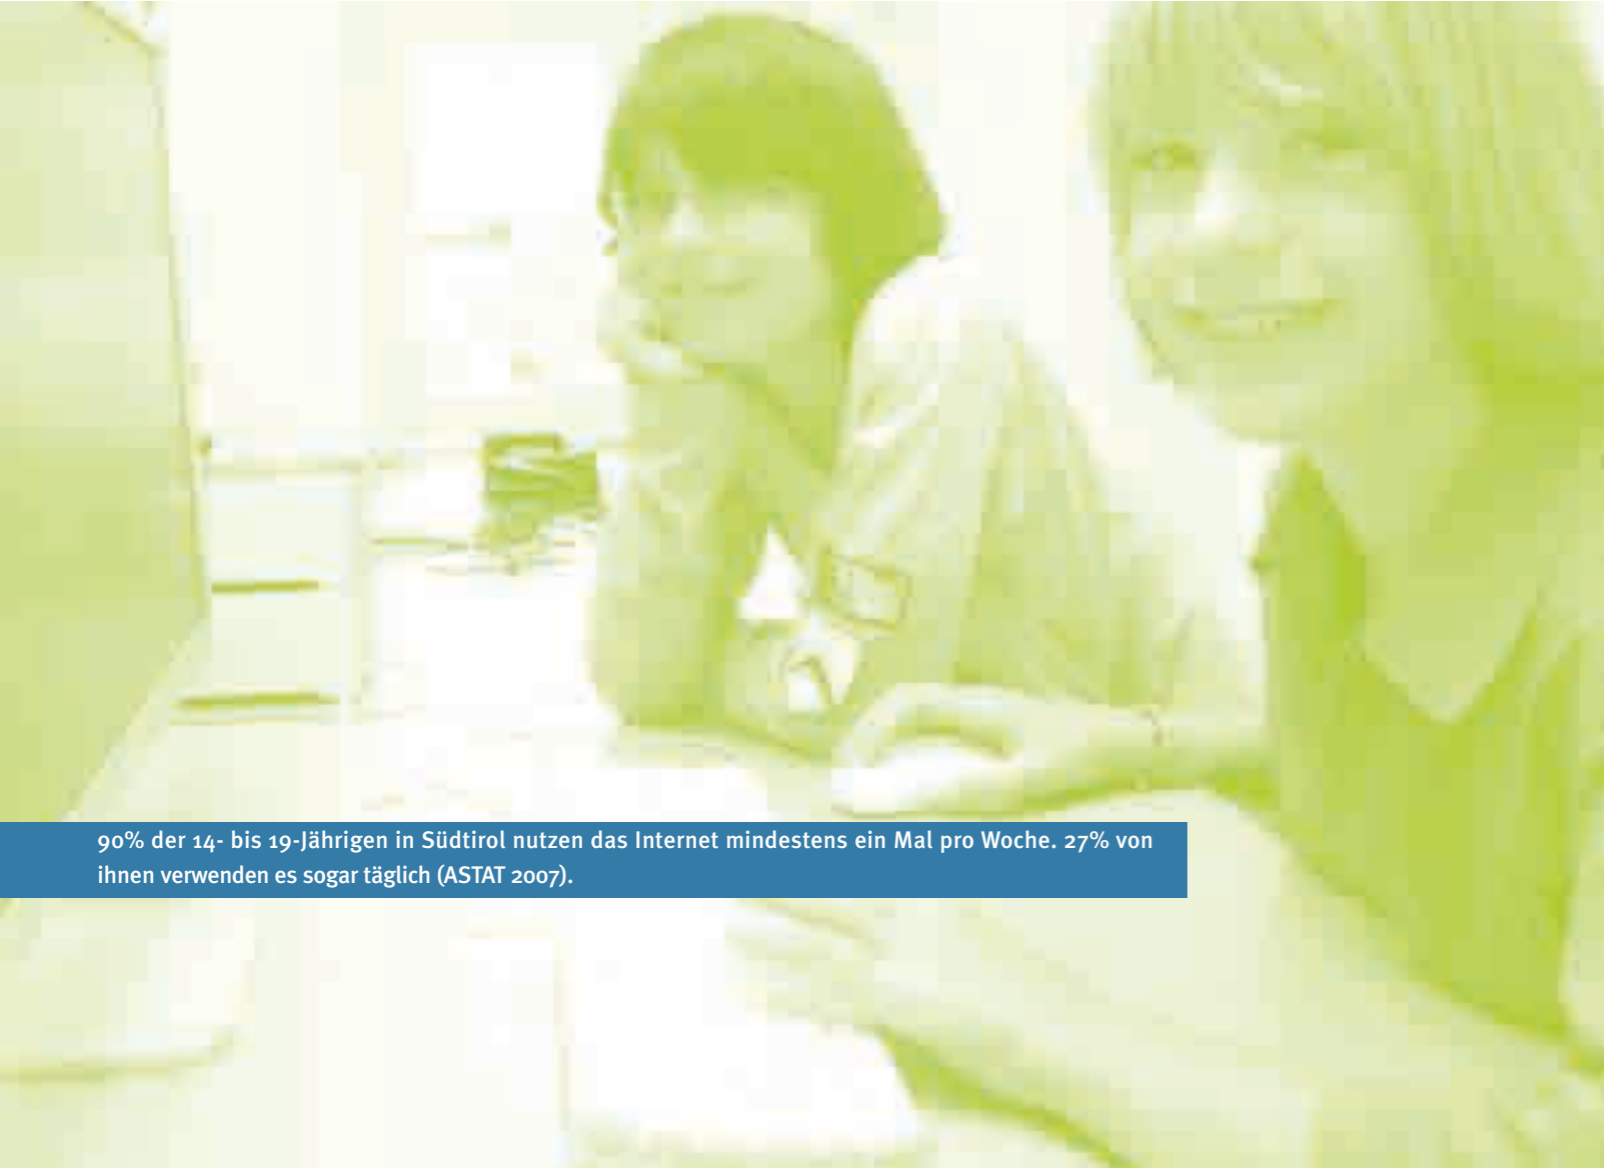 90% der 14- bis 19-Jährigen in Südtirol nutzen das Internet mindestens ein Mal pro Woche. 27% von
ihnen verwenden es sogar täglich (ASTAT 2007).